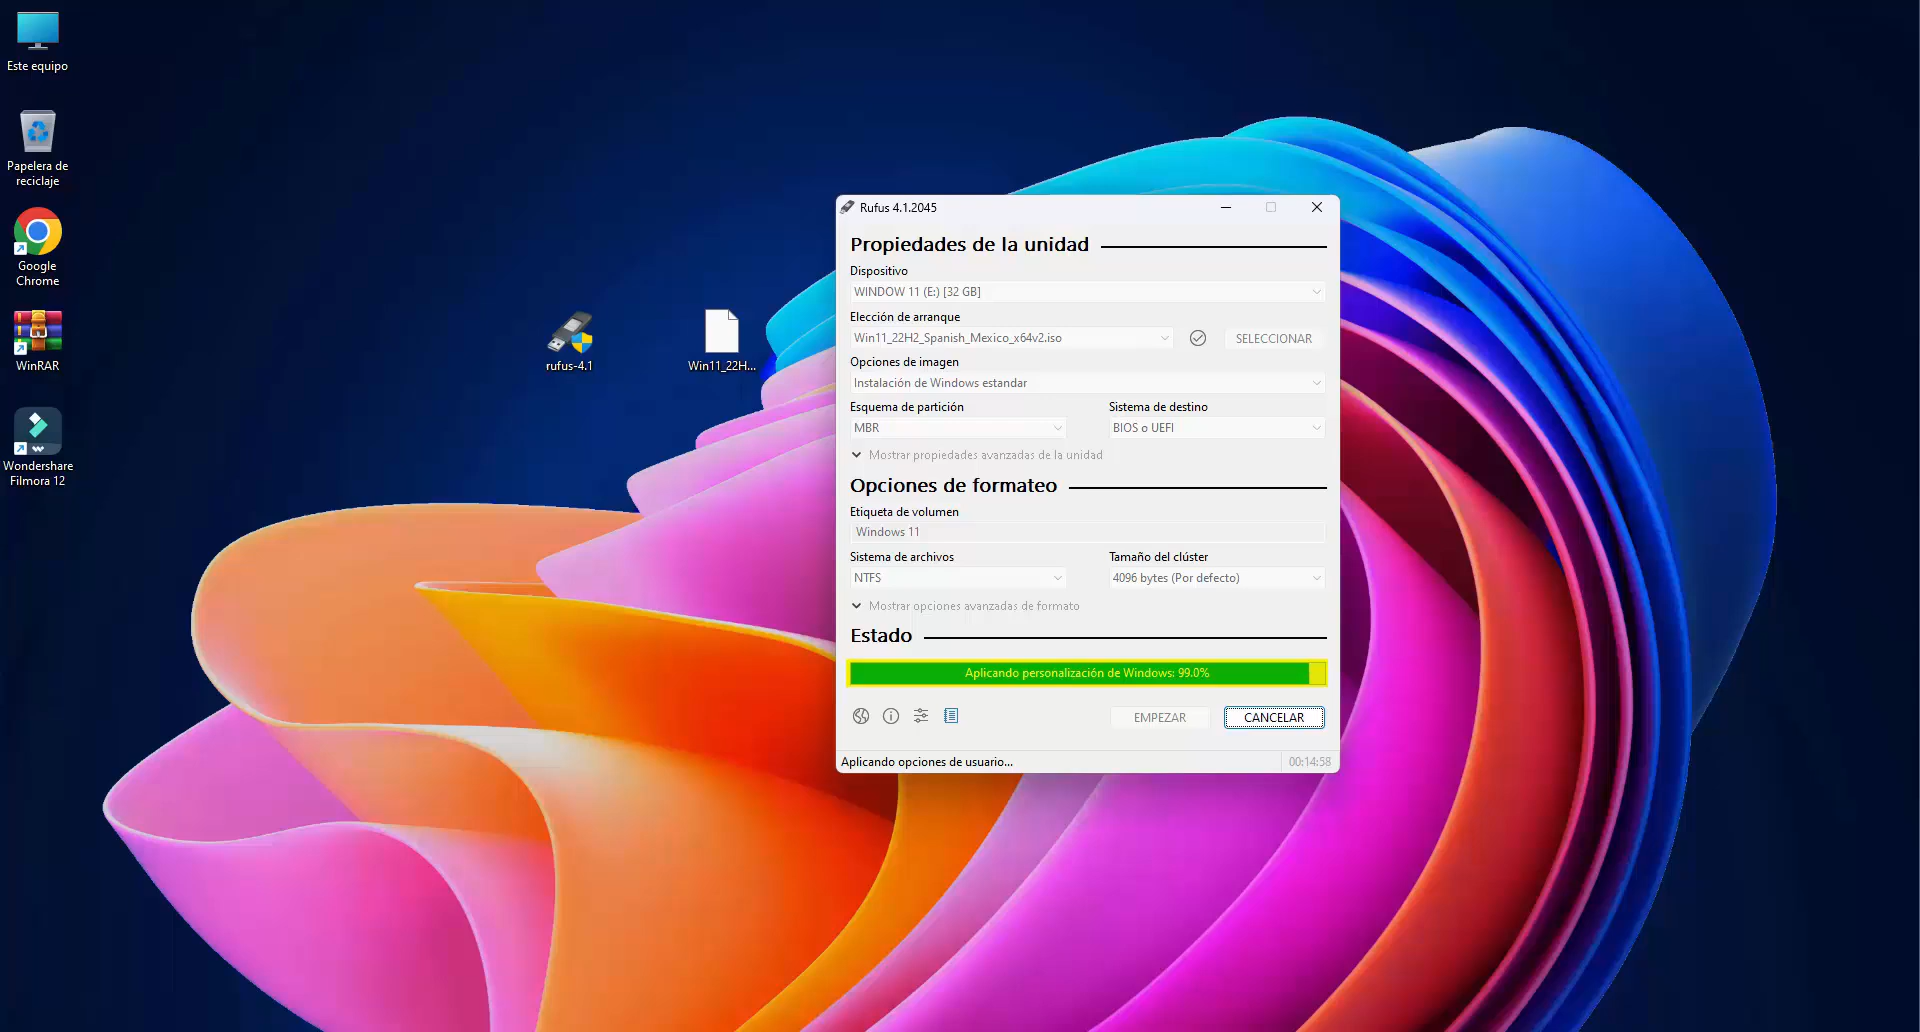 Este equipo
Papelera de
reciclaje
Google
Chrome
WinRAR
Wondershare
Filmora 12
rufus-4.1
Win11_22H...
Rufus 4.1.2045
Propiedades de la unidad
Dispositivo
WINDOW 11 (E:) [32 GB]
Elección de arranque
Win11_22H2_Spanish_Mexico_x64v2.iso
SELECCIONAR
Opciones de imagen
Instalación de Windows estandar
Esquema de partición
Sistema de destino
MBR
BIOS o UEFI
Mostrar propiedades avanzadas de la unidad
Opciones de formateo
Etiqueta de volumen
Windows 11
Sistema de archivos
Tamaño del clúster
NTFS
4096 bytes (Por defecto)
Mostrar opciones avanzadas de formato
Estado
Aplicando personalización de Windows: 99.0%
EMPEZAR
CANCELAR
Aplicando opciones de usuario...
00:14:58